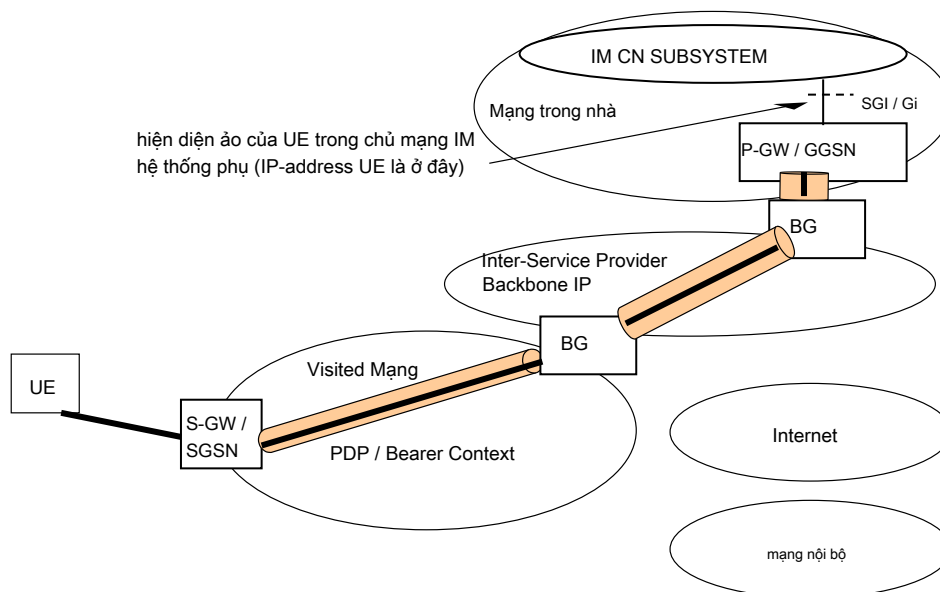 IM CN SUBSYSTEM
SGI / Gi
Mạng trong nhà
hiện diện ảo của UE trong chủ mạng IM
hệ thống phụ (IP-address UE là ở đây)
P-GW / GGSN
BG
Inter-Service Provider
Backbone IP
BG
Visited Mạng
UE
S-GW /
SGSN
PDP / Bearer Context
Internet
mạng nội bộ